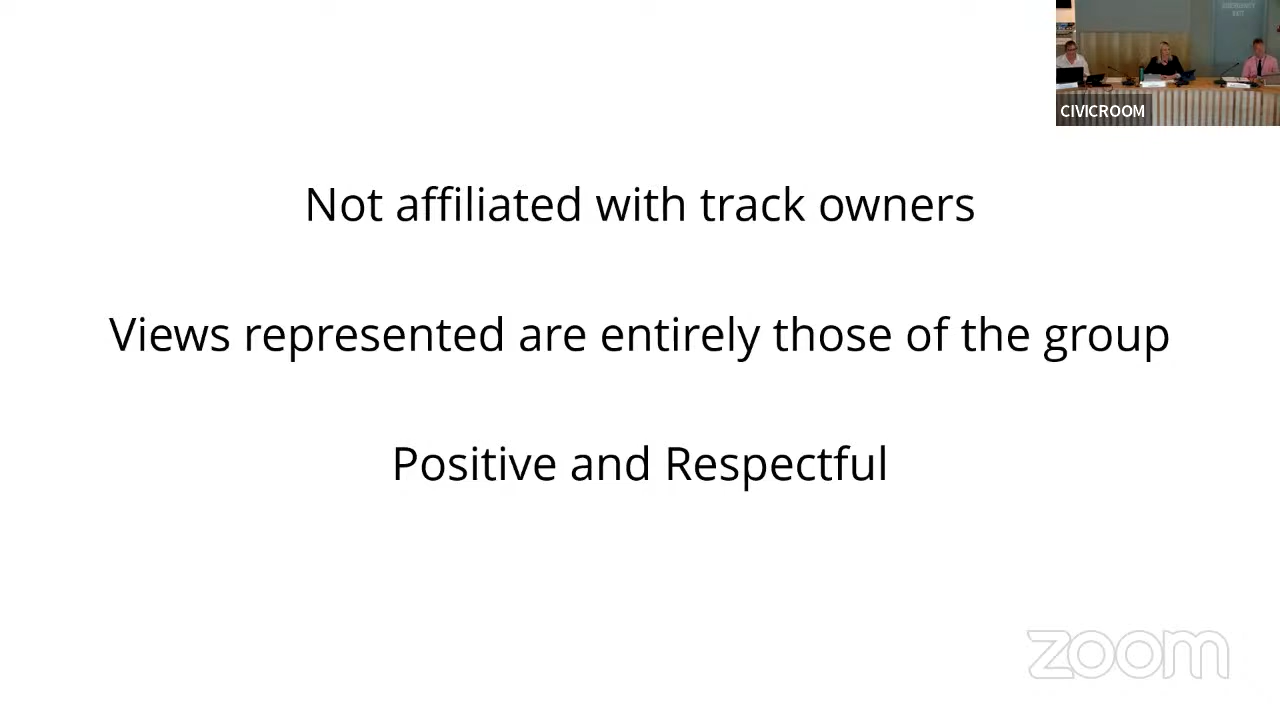 CIVICROOM
Not affiliated with track owners
Views represented are entirely those of the group
Positive and Respectful
zoom